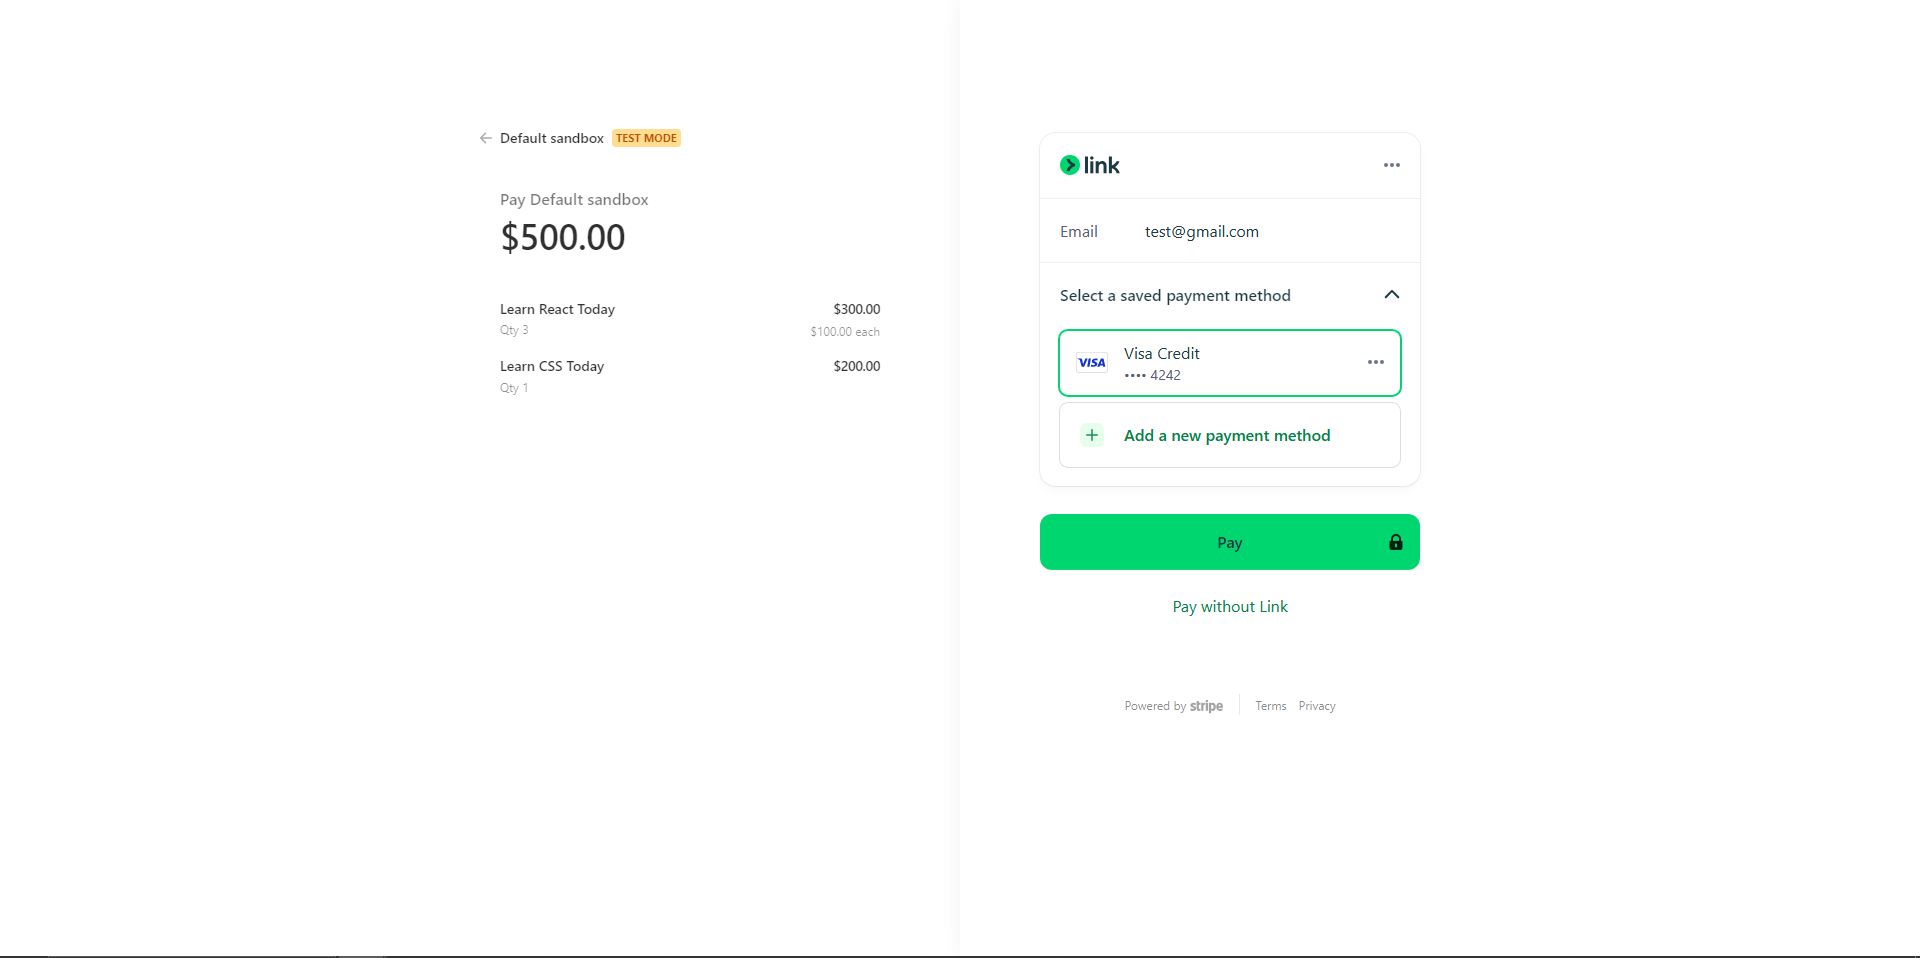 Default sandbox TEST MODE
Pay Default sandbox
$500.00
Learn React Today $300.00
Qty 3 $100.00 each
Learn CSS Today $200.00
Qty 1
link
Email test@gmail.com
Select a saved payment method
VISA Visa Credit
•••• 4242
Add a new payment method
Pay
Pay without Link
Powered by stripe Terms Privacy